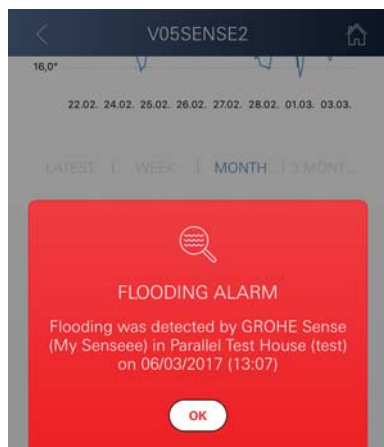 V05SENSE2
16,0°
22.02. 24.02. 25.02. 26.02. 27.02. 28.02. 01.03. 03.03.
LATEST | WEEK | MONTH | 3 MONT...
FLOODING ALARM
Flooding was detected by GROHE Sense
(My Senseee) in Parallel Test House (test)
on 06/03/2017 (13:07)
OK